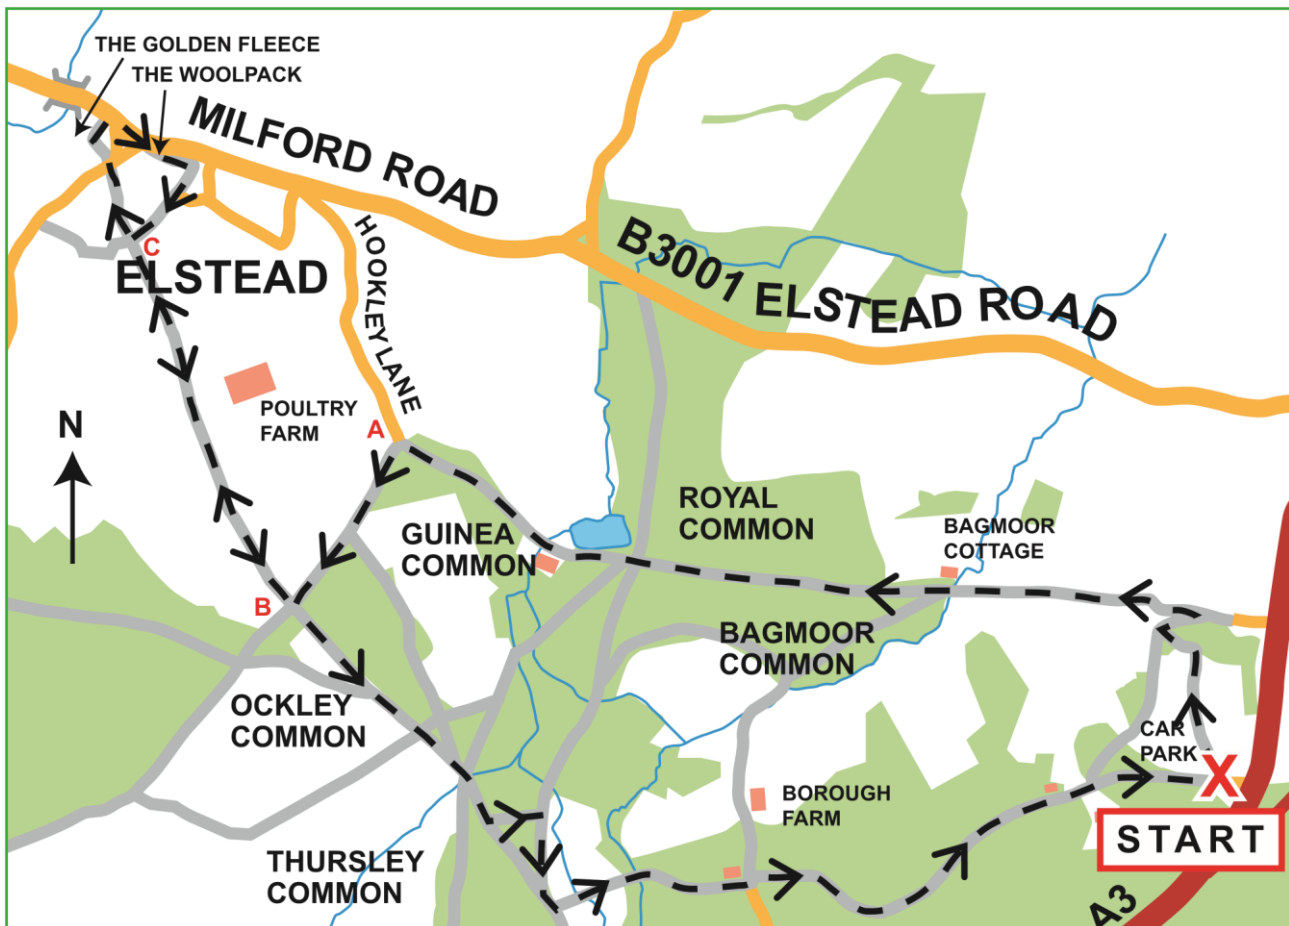 THE GOLDEN FLEECE
THE WOOLPACK
MILFORD ROAD
B3001 ELSTEAD ROAD
HOOKLEY LANE
C
ELSTEAD
POULTRY
FARM
A
N
GUINEA
COMMON
ROYAL
COMMON
BAGMOOR
COTTAGE
B
BAGMOOR
COMMON
OCKLEY
COMMON
CAR
PARK
X
BOROUGH
FARM
START
THURSLEY
COMMON
A3